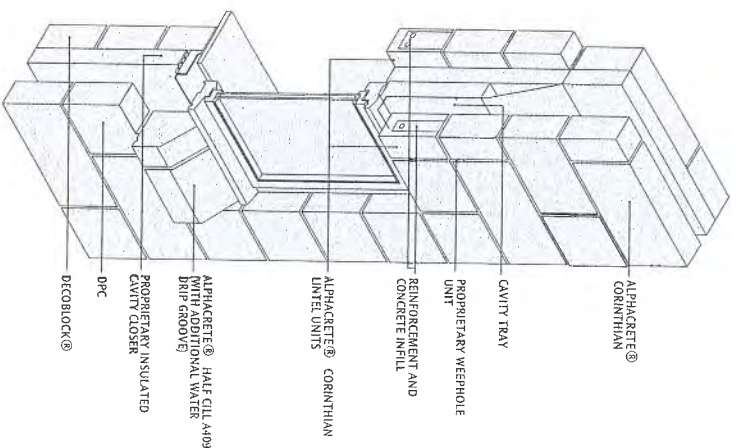 ALPHACRETE® 
CORINTHIAN
CAVITY TRAY
PROPRIETARY WEEPHOLE
UNIT
REINFORCEMENT AND
CONCRETE INFILL
ALPHACRETE® CORINTHIAN
LINTEL UNITS
ALPHACRETE® HALF CILL A409
(WITH ADDITIONAL WATER
DRIP GROOVE)
PROPRIETARY INSULATED
CAVITY CLOSER
DPC
DECOBLOCK®